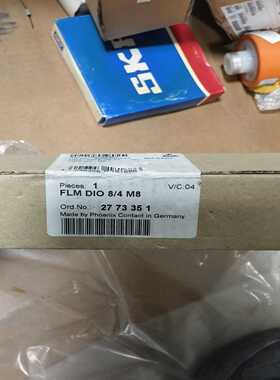 SKF
Pieces: 1
V/C.04
FLM DIO 8/4 M8
Ord.No.: 27 73 35 1
Made by Phoenix Contact in Germany